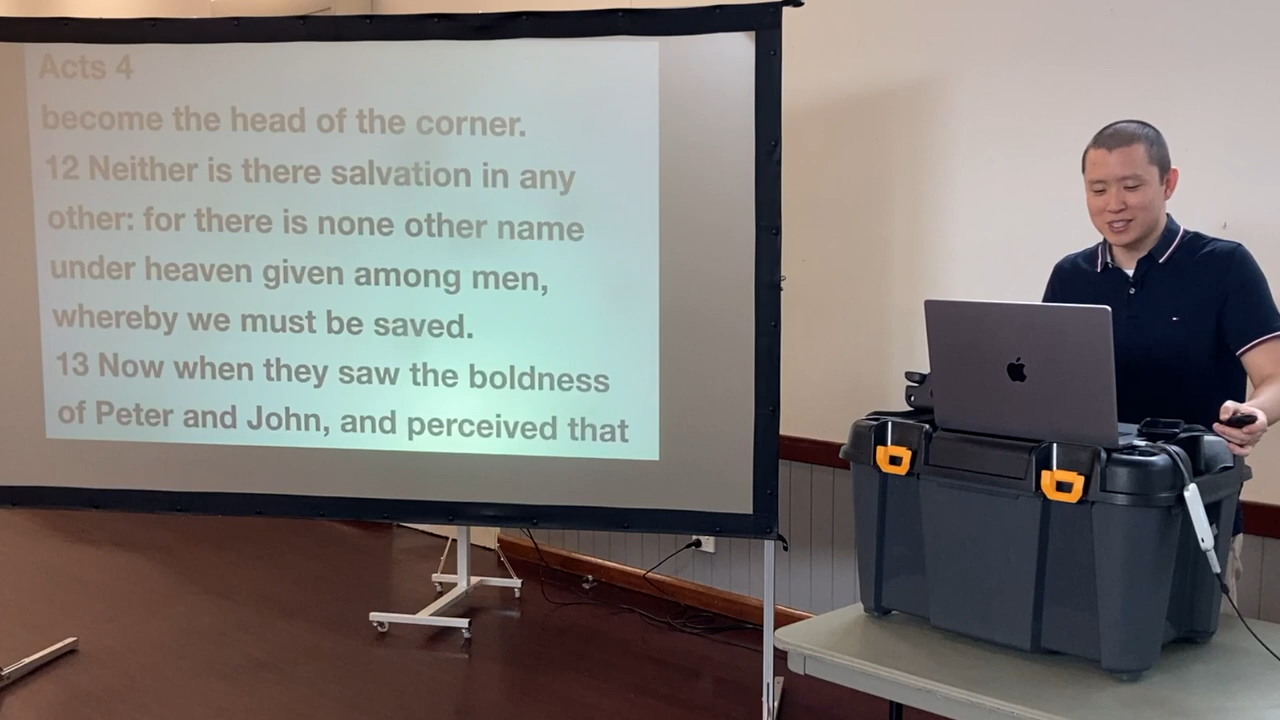 Acts 4
become the head of the corner.
12 Neither is there salvation in any
other: for there is none other name
under heaven given among men,
whereby we must be saved.
13 Now when they saw the boldness
of Peter and John, and perceived that